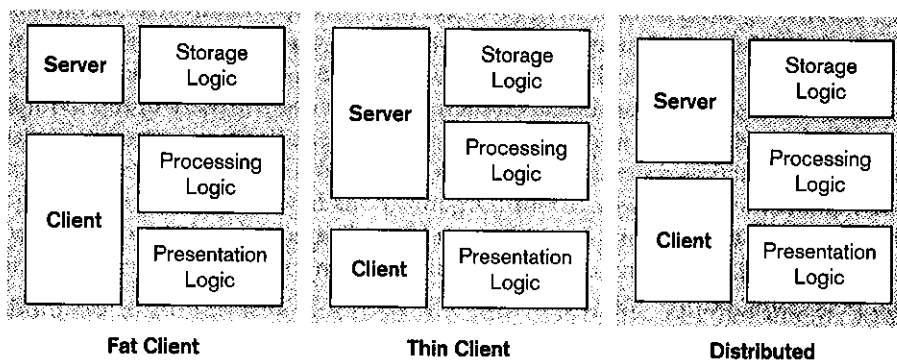 Server
Storage
Logic
Client
Processing
Logic
Presentation
Logic
Fat Client
Server
Storage
Logic
Processing
Logic
Client
Presentation
Logic
Thin Client
Server
Storage
Logic
Processing
Logic
Client
Presentation
Logic
Distributed